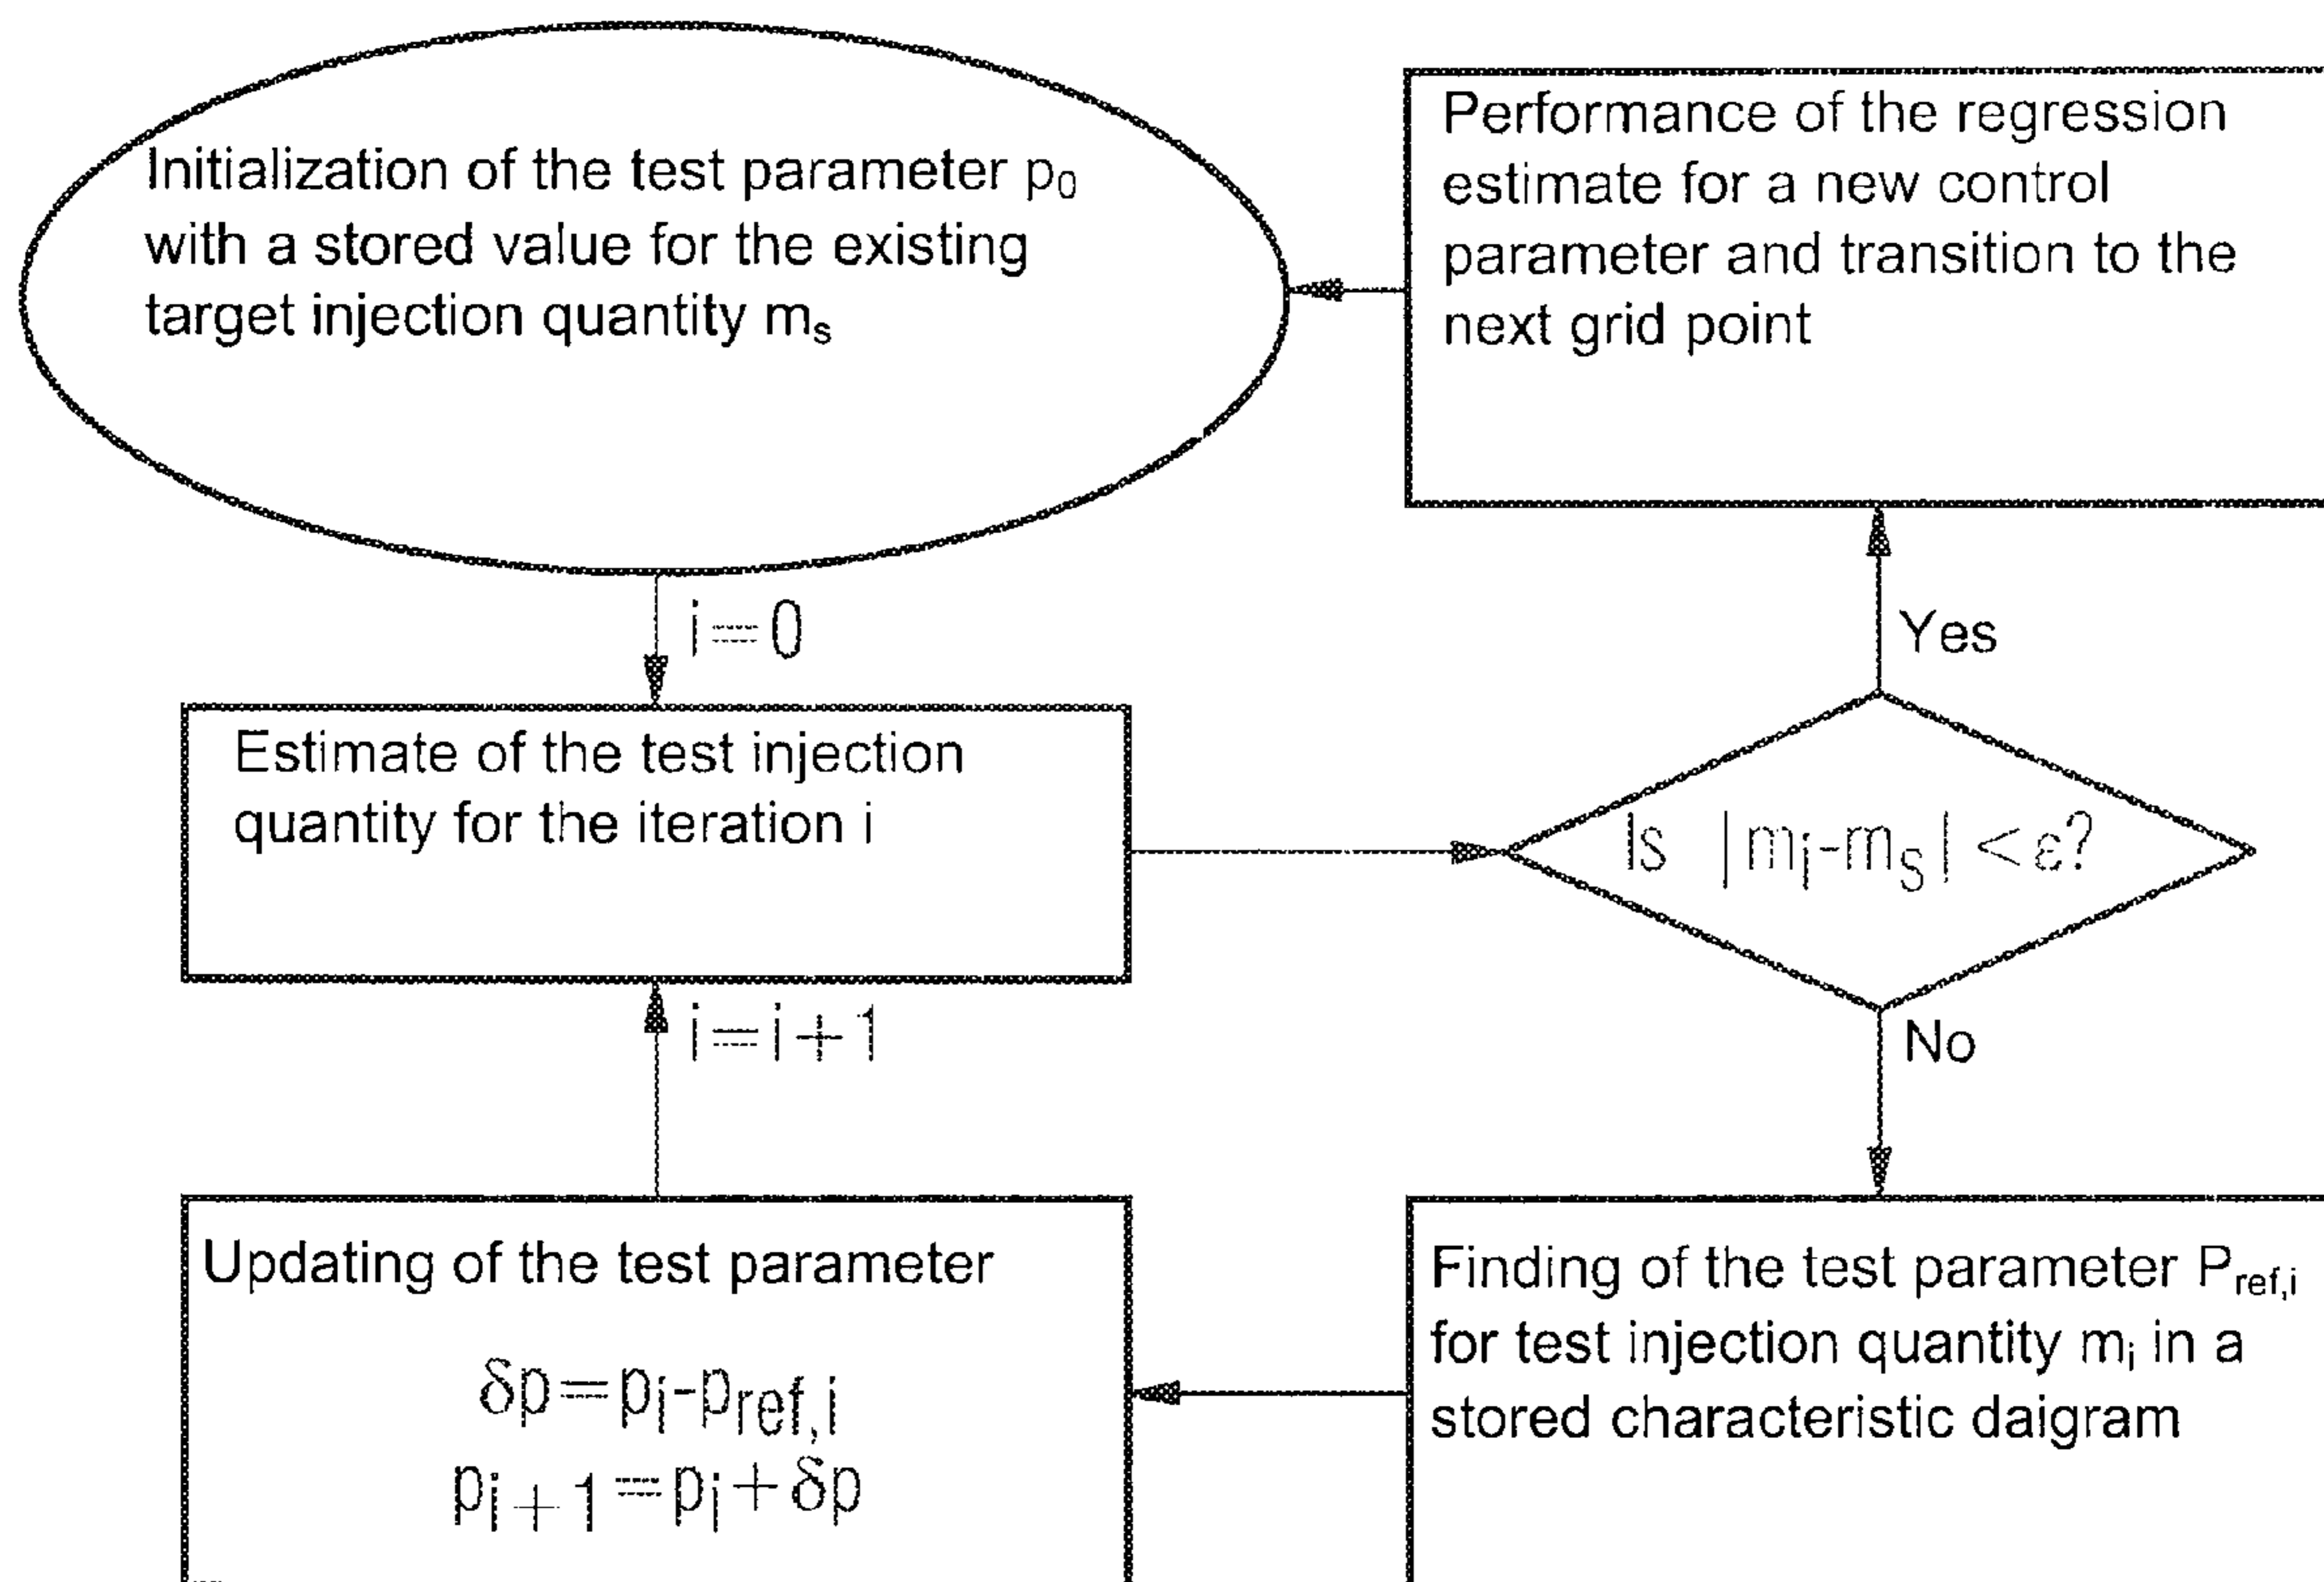 Initialization of the test parameter p₀
with a stored value for the existing
target injection quantity mₛ
Performance of the regression
estimate for a new control
parameter and transition to the
next grid point
i=0
Yes
Estimate of the test injection
quantity for the iteration i
Is |mᵢ-m_S| < ε?
i=i+1
No
Updating of the test parameter
δp=pᵢ-p_ref,i
pᵢ₊₁=pᵢ+δp
Finding of the test parameter P_ref,i
for test injection quantity mᵢ in a
stored characteristic daigram